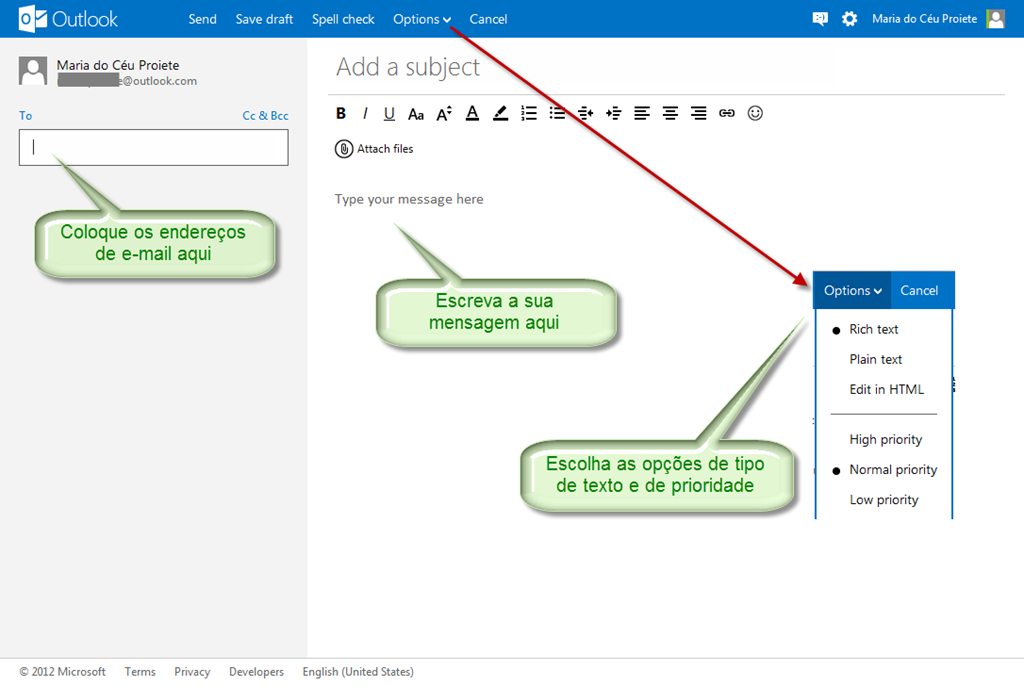 Outlook Send Save draft Spell check Options Cancel Maria do Céu Proiete
Maria do Céu Proiete
e@outlook.com
To Cc & Bcc
Add a subject
B I U Aa A A
Attach files
Type your message here
Coloque os endereços
de e-mail aqui
Escreva a sua
mensagem aqui
Options Cancel
Rich text
Plain text
Edit in HTML
High priority
Normal priority
Low priority
Escolha as opções de tipo
de texto e de prioridade
© 2012 Microsoft Terms Privacy Developers English (United States)